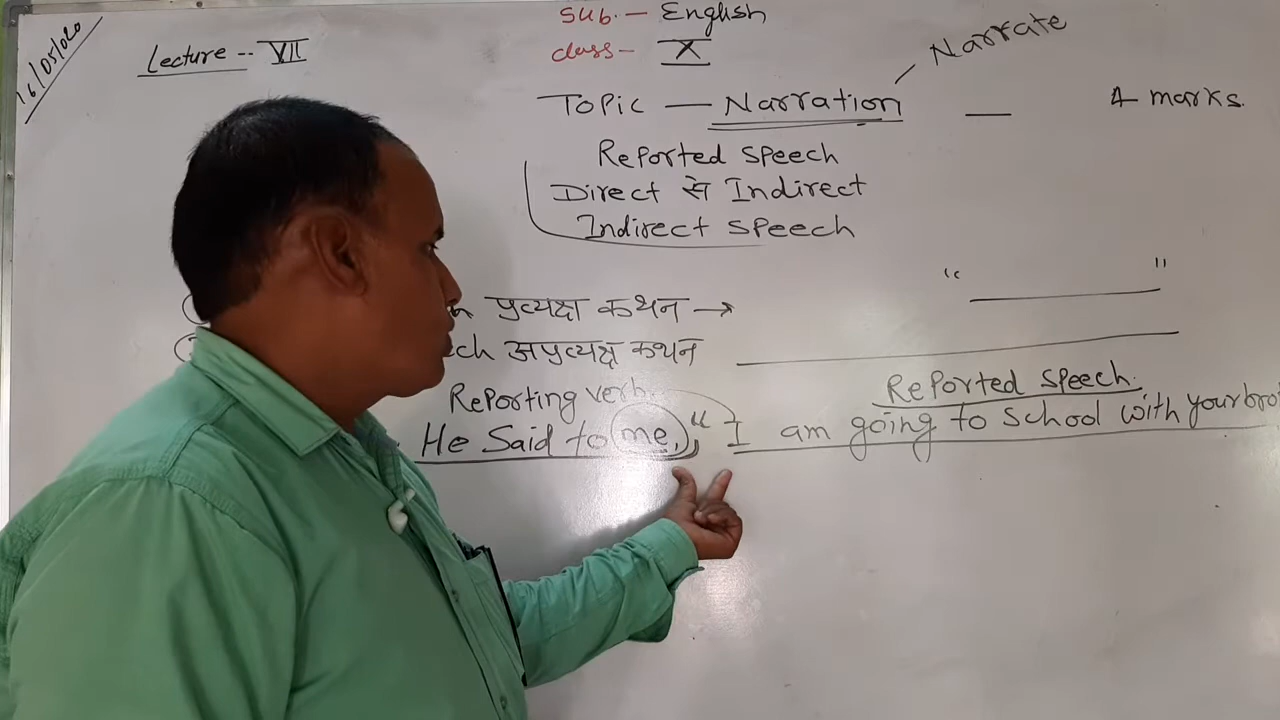 16/05/020
Lecture -- VII
Sub. - English
class - X
Narrate
Topic — Narration — 4 marks.
Reported speech
Direct से Indirect
Indirect speech
प्रत्यक्ष कथन → “ "
अप्रत्यक्ष कथन
Reporting verb. Reported speech.
He Said to me, “ I am going to school with your